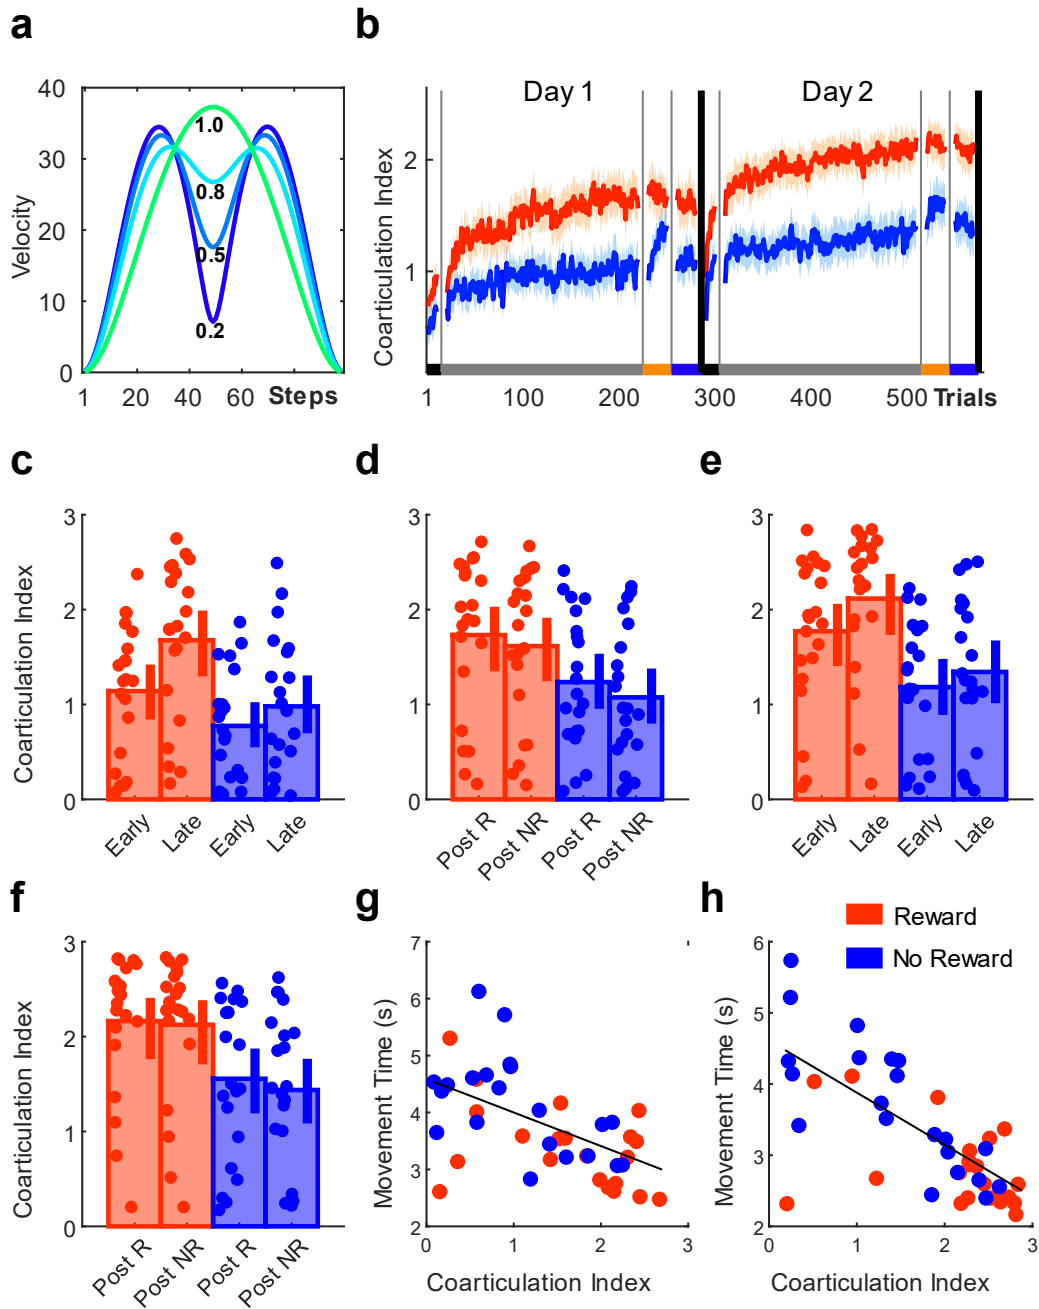 a
b
40
30
20
10
0
Velocity
1.0
0.8
0.5
0.2
1
20
40
60
Steps
Day 1
Day 2
Coarticulation Index
2
1
1
100
200
300
400
500
Trials
c
d
e
3
2
1
0
Coarticulation Index
Early
Late
Early
Late
3
2
1
0
Post R
Post NR
Post R
Post NR
3
2
1
0
Early
Late
Early
Late
f
g
h
Reward
No Reward
3
2
1
0
Coarticulation Index
Post R
Post NR
Post R
Post NR
7
6
5
4
3
2
Movement Time (s)
0
1
2
3
Coarticulation Index
6
5
4
3
2
Movement Time (s)
0
1
2
3
Coarticulation Index